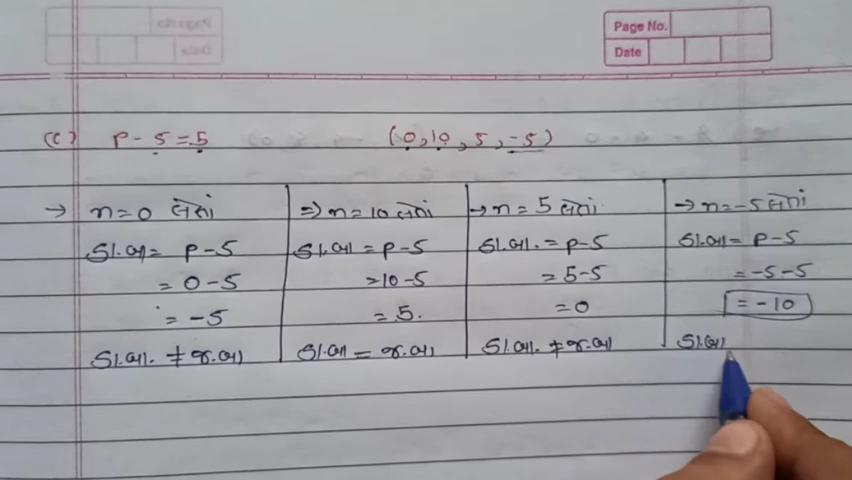 Page No.
Date
(c) p - 5 = 5 (0, 10, 5, -5)
→ n = 0 લેતાં
ડા.બા = p - 5
= 0 - 5
= -5
ડા.બા. ≠ જ.બા
⇒ n = 10 લેતાં
ડા.બા = p - 5
= 10 - 5
= 5.
ડા.બા = જ.બા
→ n = 5 લેતાં
ડા.બા. = p - 5
= 5 - 5
= 0
ડા.બા. ≠ જ.બા
→ n = -5 લેતાં
ડા.બા = p - 5
= -5 - 5
= -10
ડા.બા